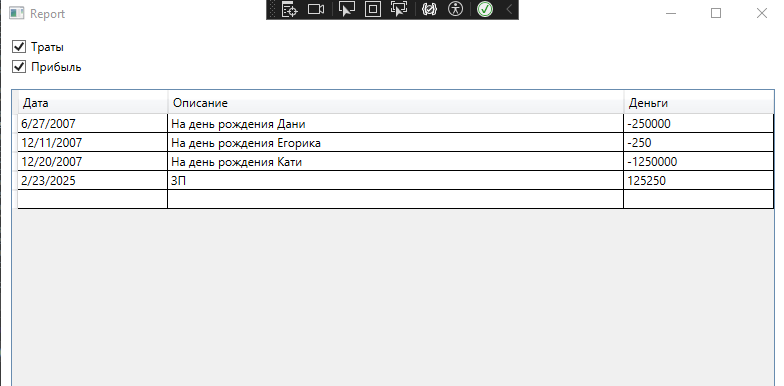 Report
Траты
Прибыль
Дата Описание Деньги
6/27/2007 На день рождения Дани -250000
12/11/2007 На день рождения Егорика -250
12/20/2007 На день рождения Кати -1250000
2/23/2025 ЗП 125250